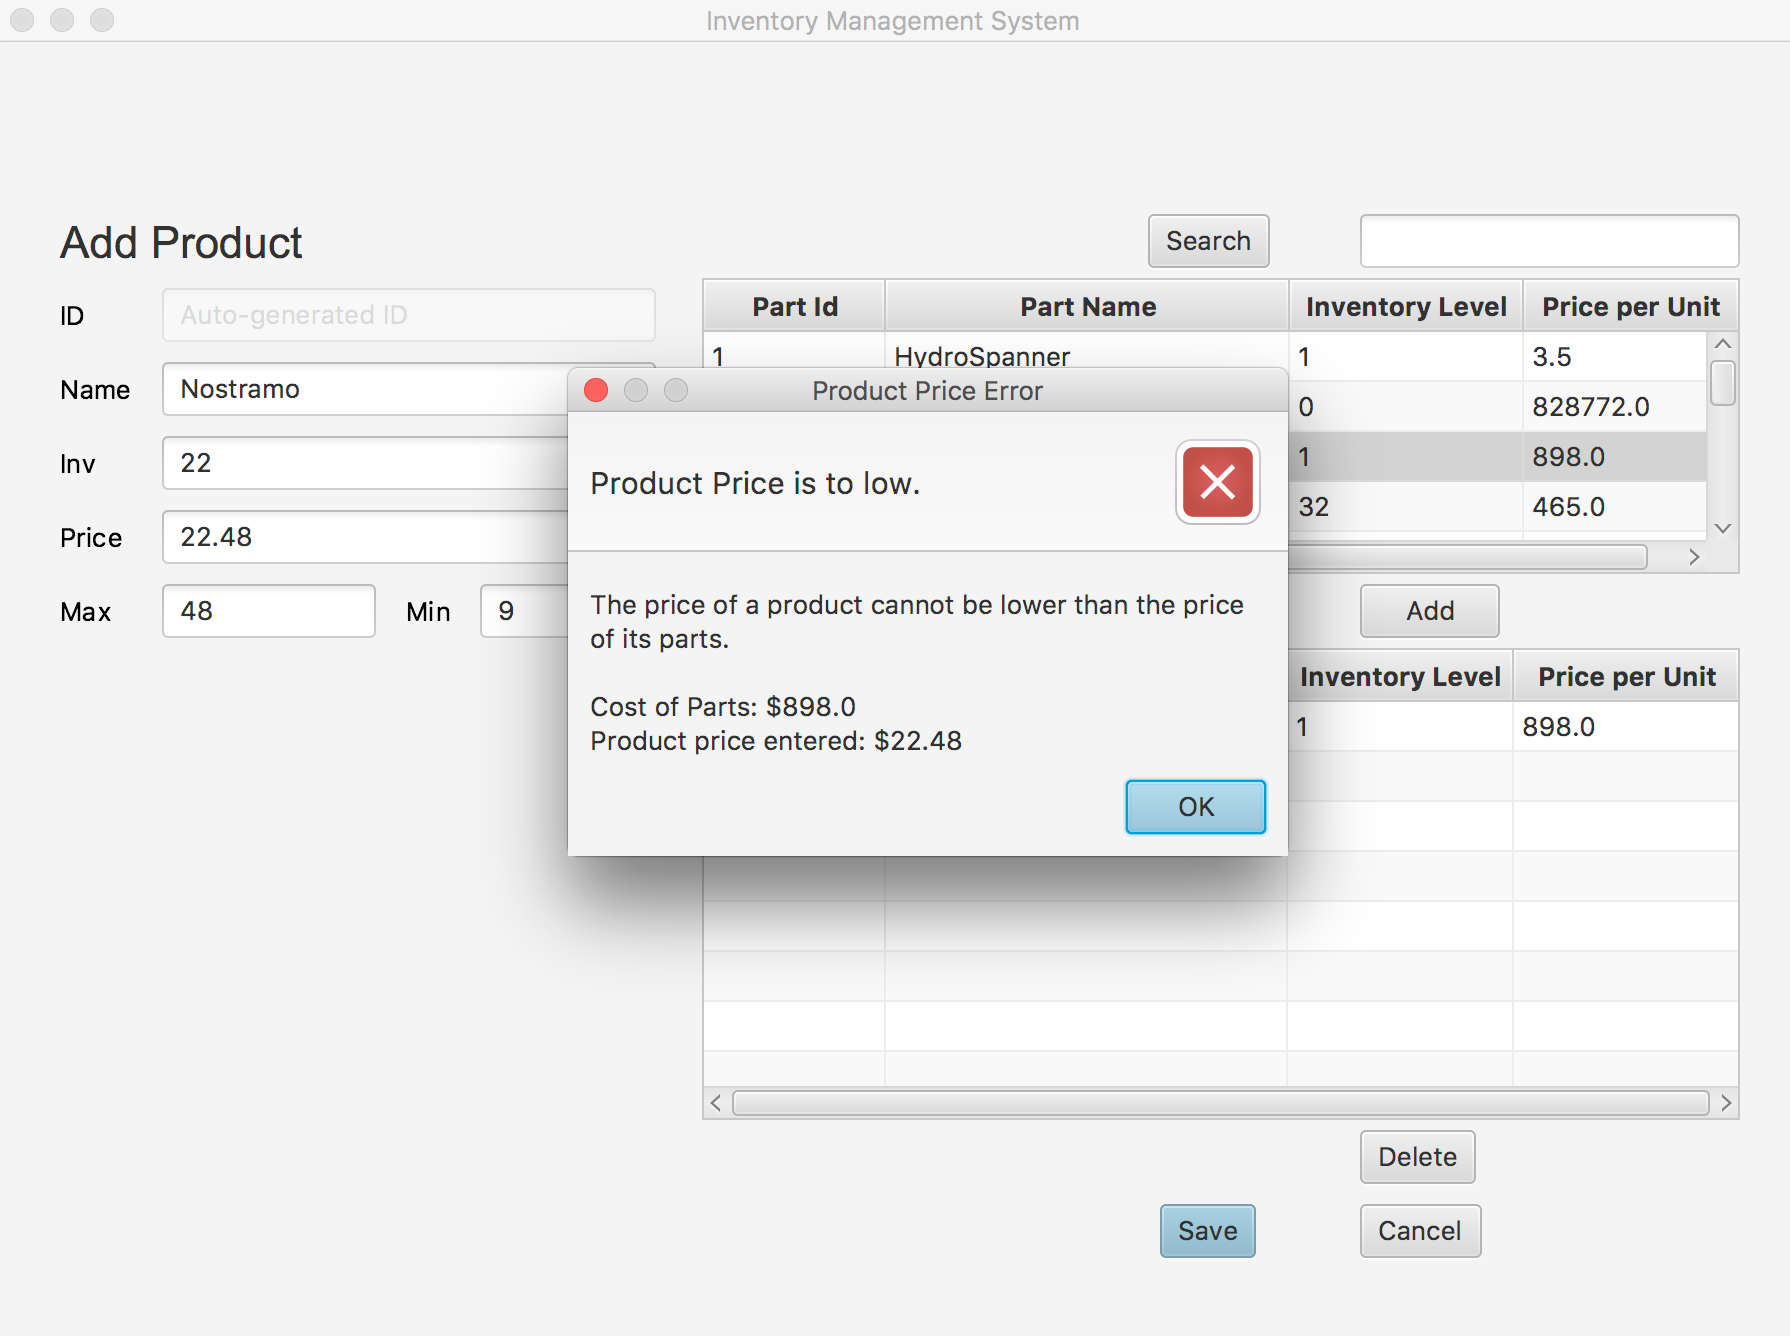 Inventory Management System
Add Product
Search
ID
Auto-generated ID
Name
Nostramo
Inv
22
Price
22.48
Max
48
Min
9
Part Id
Part Name
Inventory Level
Price per Unit
1
HydroSpanner
1
3.5
0
828772.0
1
898.0
32
465.0
Product Price Error
Product Price is to low.
The price of a product cannot be lower than the price
of its parts.
Cost of Parts: $898.0
Product price entered: $22.48
OK
Add
Inventory Level
Price per Unit
1
898.0
Delete
Save
Cancel